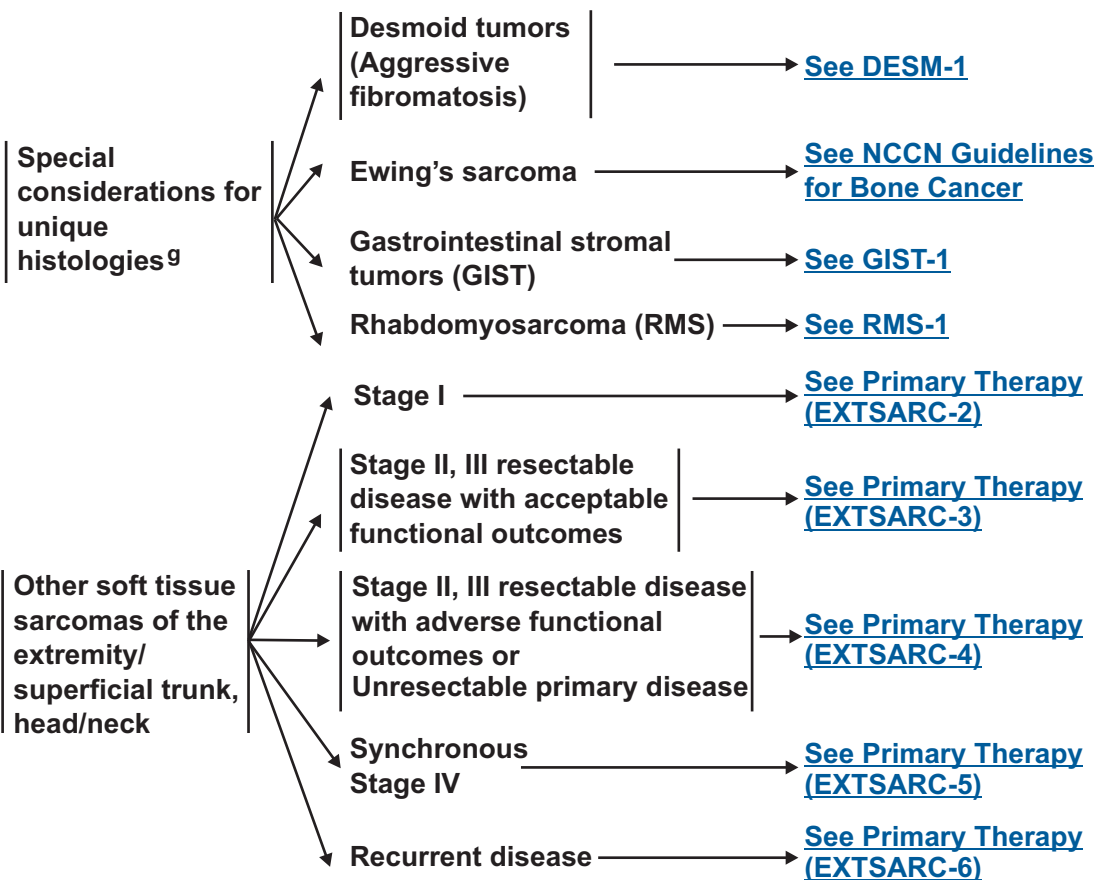 Special
considerations for
unique
histologies g
Desmoid tumors
(Aggressive
fibromatosis)
See DESM-1
Ewing's sarcoma
See NCCN Guidelines
for Bone Cancer
Gastrointestinal stromal
tumors (GIST)
See GIST-1
Rhabdomyosarcoma (RMS)
See RMS-1
Other soft tissue
sarcomas of the
extremity/
superficial trunk,
head/neck
Stage I
See Primary Therapy
(EXTSARC-2)
Stage II, III resectable
disease with acceptable
functional outcomes
See Primary Therapy
(EXTSARC-3)
Stage II, III resectable disease
with adverse functional
outcomes or
Unresectable primary disease
See Primary Therapy
(EXTSARC-4)
Synchronous
Stage IV
See Primary Therapy
(EXTSARC-5)
Recurrent disease
See Primary Therapy
(EXTSARC-6)